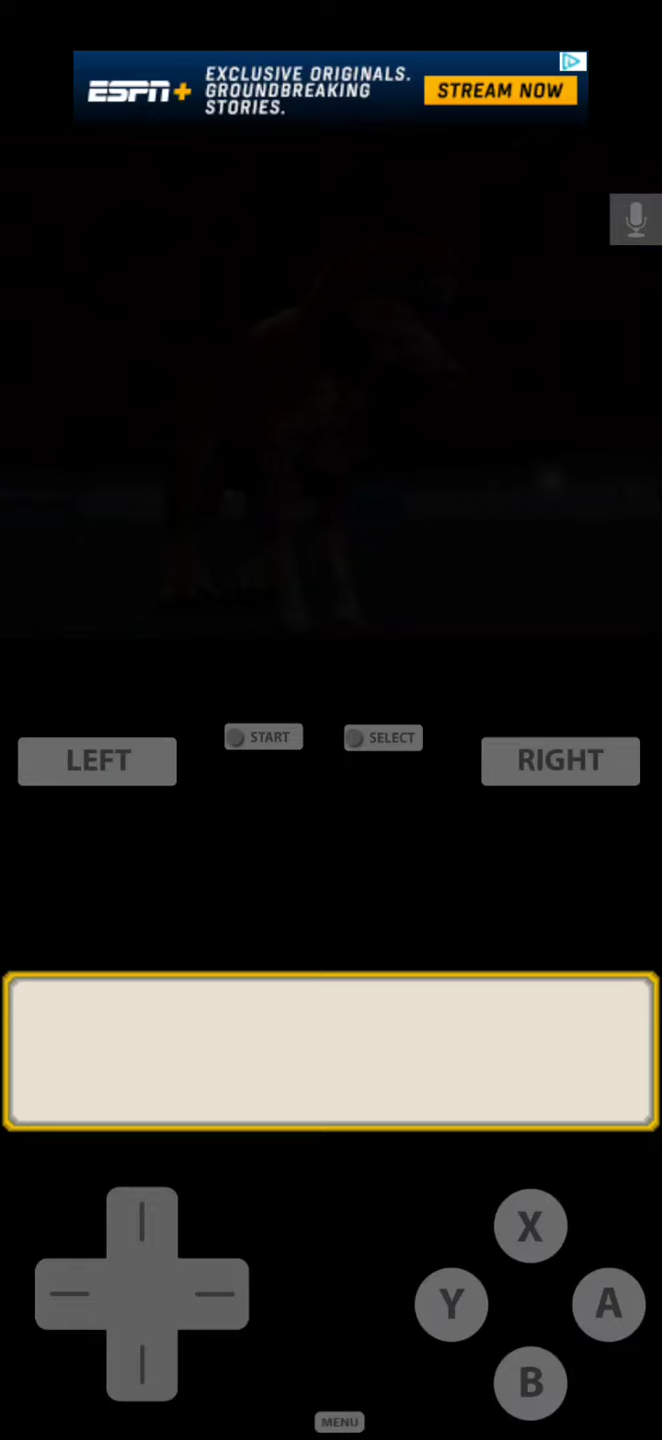 ESPN+
EXCLUSIVE ORIGINALS.
GROUNDBREAKING
STORIES.
STREAM NOW
START
SELECT
LEFT
RIGHT
X
Y
A
B
MENU